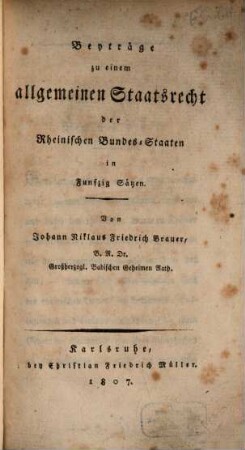 Beyträge
zu einem
allgemeinen Staatsrecht
der
Rheinischen Bundes-Staaten
in
Funfzig Sätzen.
Von
Johann Niklaus Friedrich Brauer,
B. R. Dr.
Großherzogl. Badischen Geheimen Rath.
Karlsruhe,
bey Christian Friedrich Müller.
1807.